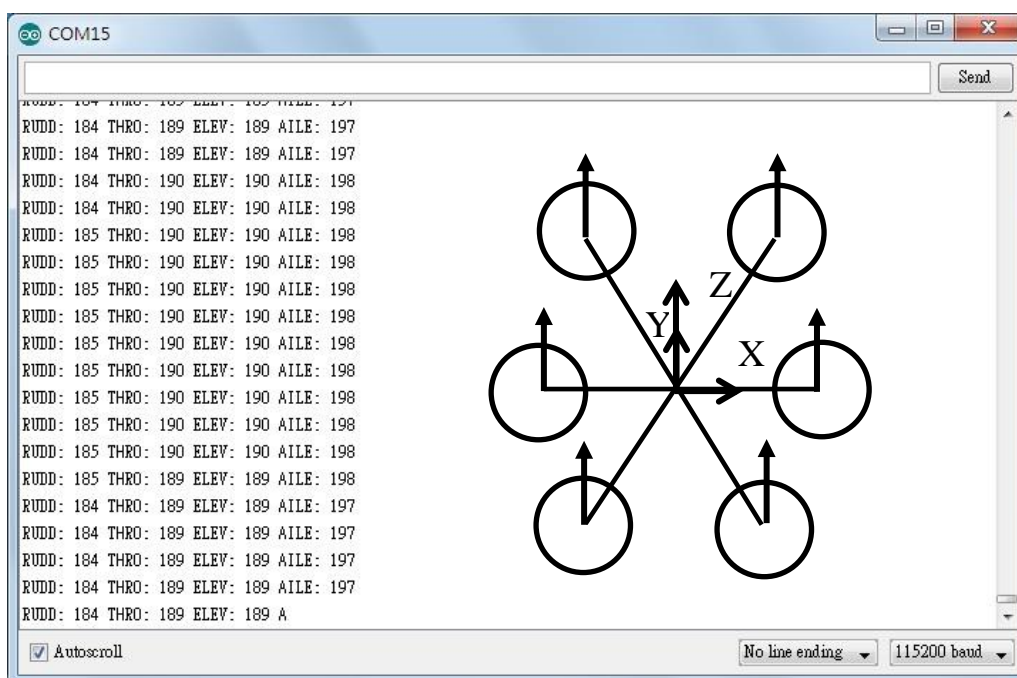 COM15
Send
RUDD: 184 THRO: 189 ELEV: 189 AILE: 197
RUDD: 184 THRO: 189 ELEV: 189 AILE: 197
RUDD: 184 THRO: 189 ELEV: 189 AILE: 197
RUDD: 184 THRO: 190 ELEV: 190 AILE: 198
RUDD: 184 THRO: 190 ELEV: 190 AILE: 198
RUDD: 185 THRO: 190 ELEV: 190 AILE: 198
RUDD: 185 THRO: 190 ELEV: 190 AILE: 198
RUDD: 185 THRO: 190 ELEV: 190 AILE: 198
RUDD: 185 THRO: 190 ELEV: 190 AILE: 198
RUDD: 185 THRO: 190 ELEV: 190 AILE: 198
RUDD: 185 THRO: 190 ELEV: 190 AILE: 198
RUDD: 185 THRO: 190 ELEV: 190 AILE: 198
RUDD: 185 THRO: 190 ELEV: 190 AILE: 198
RUDD: 185 THRO: 190 ELEV: 190 AILE: 198
RUDD: 185 THRO: 189 ELEV: 189 AILE: 198
RUDD: 184 THRO: 189 ELEV: 189 AILE: 197
RUDD: 184 THRO: 189 ELEV: 189 AILE: 197
RUDD: 184 THRO: 189 ELEV: 189 AILE: 197
RUDD: 184 THRO: 189 ELEV: 189 AILE: 197
RUDD: 184 THRO: 189 ELEV: 189 A
Z
Y
X
Autoscroll
No line ending
115200 baud